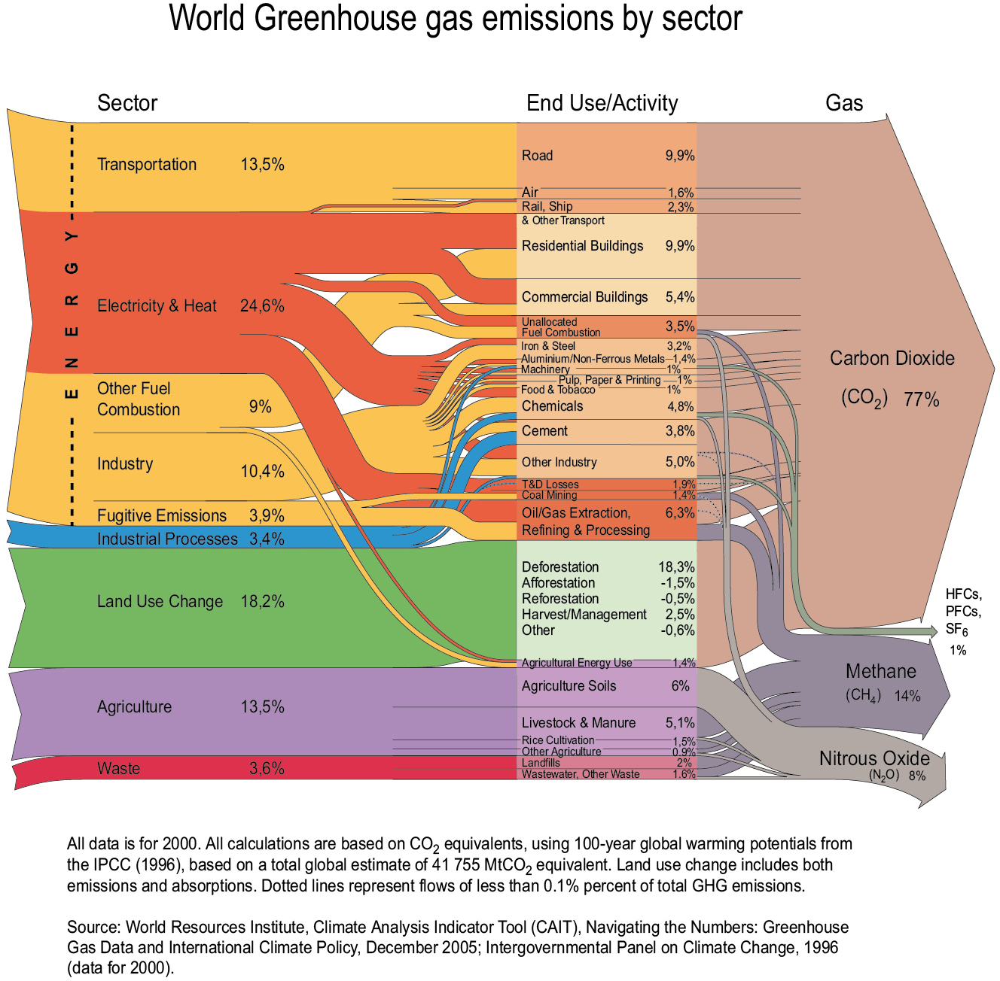 World Greenhouse gas emissions by sector
Sector
End Use/Activity
Gas
ENERGY
Transportation 13,5%
Electricity & Heat 24,6%
Other Fuel
Combustion 9%
Industry 10,4%
Fugitive Emissions 3,9%
Industrial Processes 3,4%
Land Use Change 18,2%
Agriculture 13,5%
Waste 3,6%
Road 9,9%
Air 1,6%
Rail, Ship 2,3%
& Other Transport
Residential Buildings 9,9%
Commercial Buildings 5,4%
Unallocated
Fuel Combustion 3,5%
Iron & Steel 3,2%
Aluminium/Non-Ferrous Metals 1,4%
Machinery 1%
Pulp, Paper & Printing 1%
Food & Tobacco 1%
Chemicals 4,8%
Cement 3,8%
Other Industry 5,0%
T&D Losses 1,9%
Coal Mining 1,4%
Oil/Gas Extraction, 6,3%
Refining & Processing
Deforestation 18,3%
Afforestation -1,5%
Reforestation -0,5%
Harvest/Management 2,5%
Other -0,6%
Agricultural Energy Use 1,4%
Agriculture Soils 6%
Livestock & Manure 5,1%
Rice Cultivation 1,5%
Other Agriculture 0.9%
Landfills 2%
Wastewater, Other Waste 1.6%
Carbon Dioxide
(CO2) 77%
HFCs,
PFCs,
SF6
1%
Methane
(CH4) 14%
Nitrous Oxide
(N2O) 8%
All data is for 2000. All calculations are based on CO2 equivalents, using 100-year global warming potentials from
the IPCC (1996), based on a total global estimate of 41 755 MtCO2 equivalent. Land use change includes both
emissions and absorptions. Dotted lines represent flows of less than 0.1% percent of total GHG emissions.
Source: World Resources Institute, Climate Analysis Indicator Tool (CAIT), Navigating the Numbers: Greenhouse
Gas Data and International Climate Policy, December 2005; Intergovernmental Panel on Climate Change, 1996
(data for 2000).